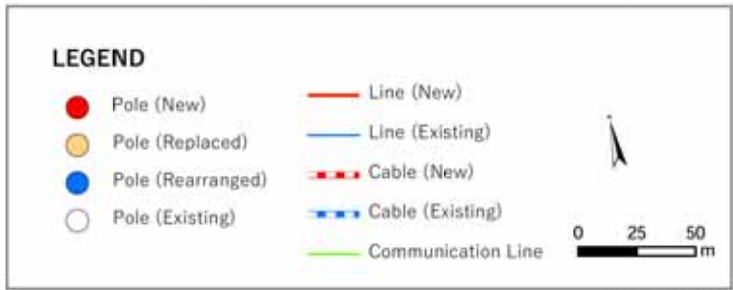 LEGEND
Pole (New)
Pole (Replaced)
Pole (Rearranged)
Pole (Existing)
Line (New)
Line (Existing)
Cable (New)
Cable (Existing)
Communication Line
0 25 50
m